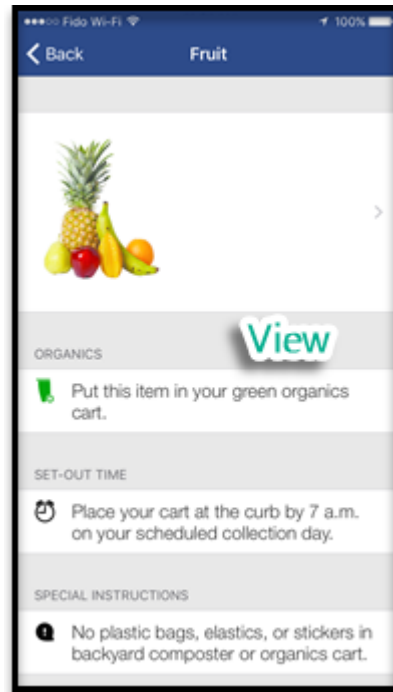 Fido Wi-Fi 100%
Back Fruit
View
ORGANICS
Put this item in your green organics
cart.
SET-OUT TIME
Place your cart at the curb by 7 a.m.
on your scheduled collection day.
SPECIAL INSTRUCTIONS
No plastic bags, elastics, or stickers in
backyard composter or organics cart.